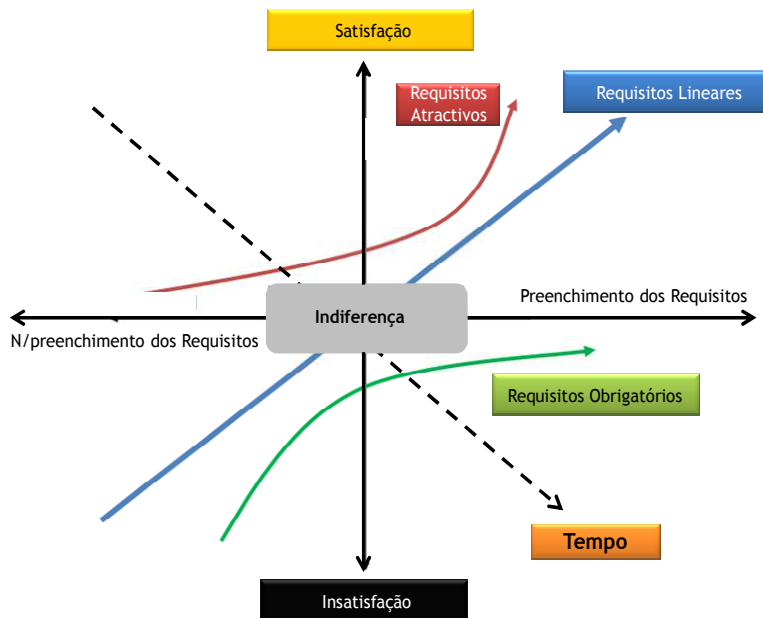 Satisfação
Requisitos
Atractivos
Requisitos Lineares
Preenchimento dos Requisitos
Indiferença
N/preenchimento dos Requisitos
Requisitos Obrigatórios
Tempo
Insatisfação